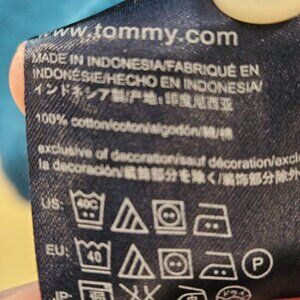 www.tommy.com
MADE IN INDONESIA/FABRIQUÉ EN
INDONÉSIE/HECHO EN INDONESIA/
インドネシア製/产地:印度尼西亚
100% cotton/coton/algodón/綿/棉
exclusive of decoration/sauf décoration/exclu
la decoración/装飾部分を除く/装饰部分除
US: 40C
EU: 40
JP: